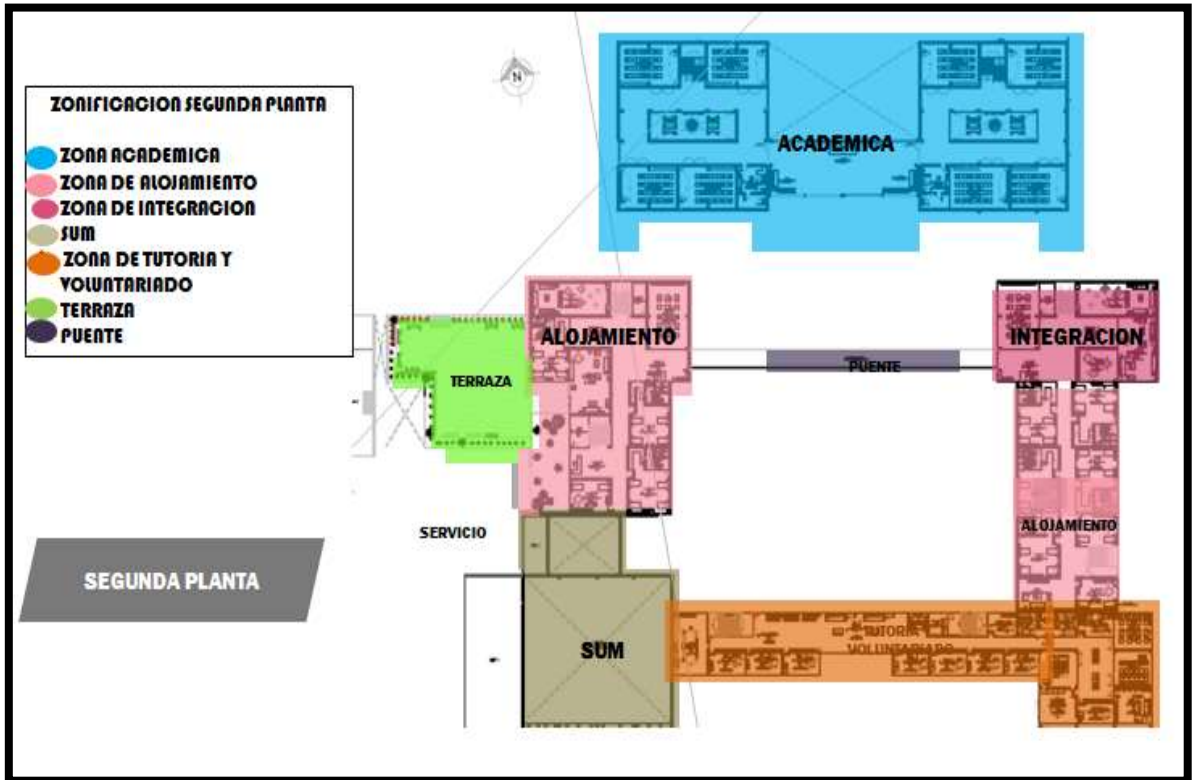 ZONIFICACION SEGUNDA PLANTA
ZONA ACADEMICA
ZONA DE ALOJAMIENTO
ZONA DE INTEGRACION
SUM
ZONA DE TUTORIA Y
VOLUNTARIADO
TERRAZA
PUENTE
N
ACADEMICA
ALOJAMIENTO
INTEGRACION
PUENTE
TERRAZA
SERVICIO
ALOJAMIENTO
SEGUNDA PLANTA
SUM
TUTORIA
VOLUNTARIADO